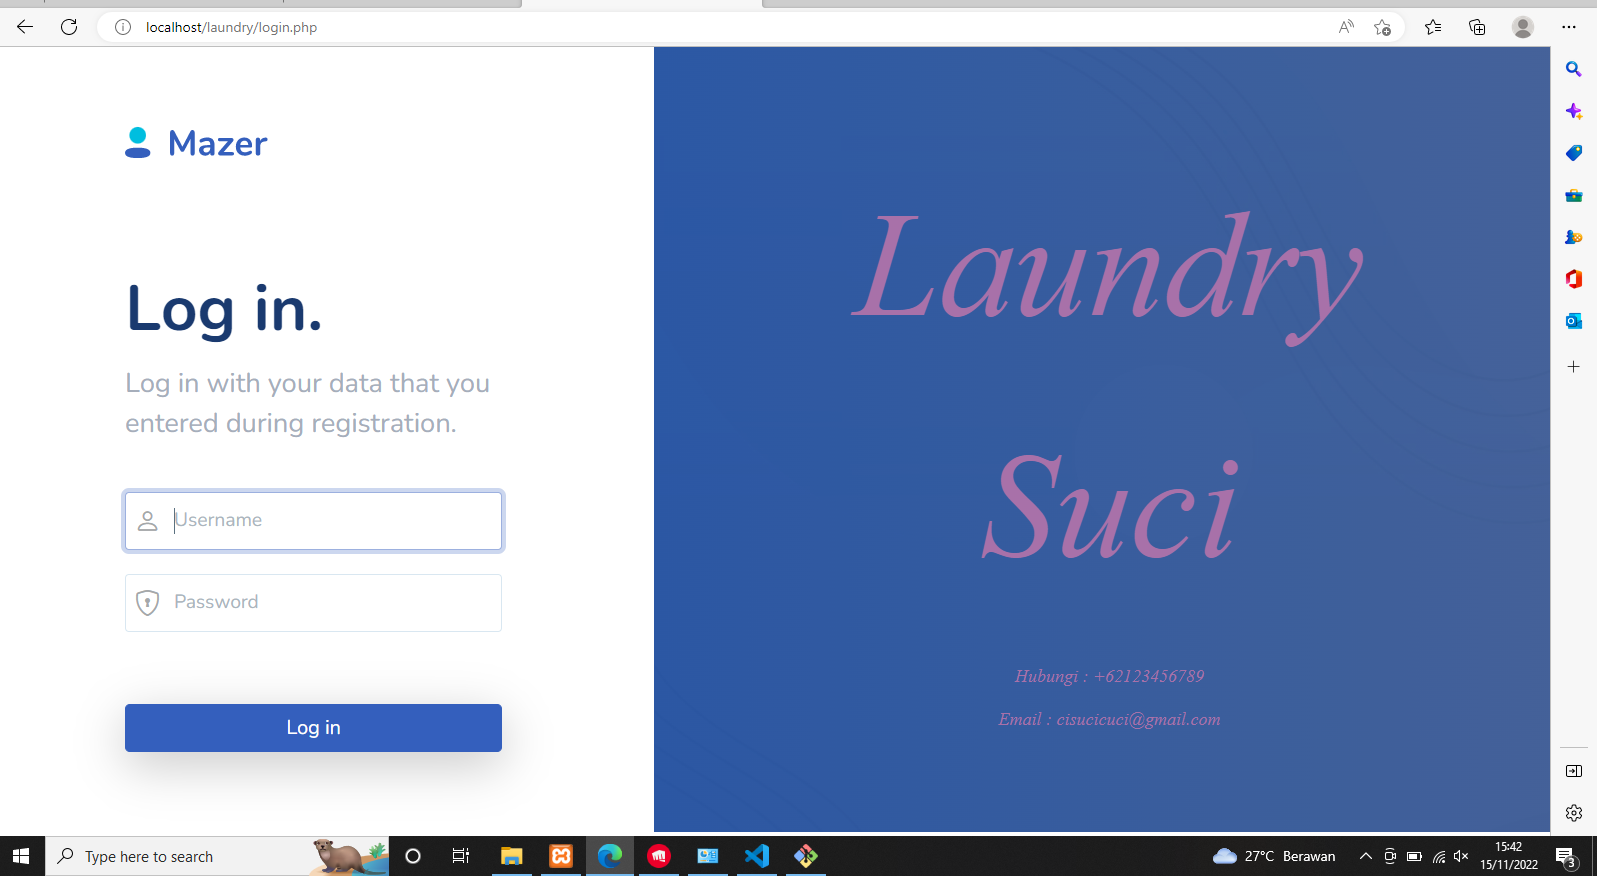 localhost/laundry/login.php
Mazer
Log in.
Log in with your data that you
entered during registration.
Username
Password
Log in
Laundry
Suci
Hubungi : +62123456789
Email : cisucicuci@gmail.com
Type here to search
27°C Berawan
15:42
15/11/2022
3